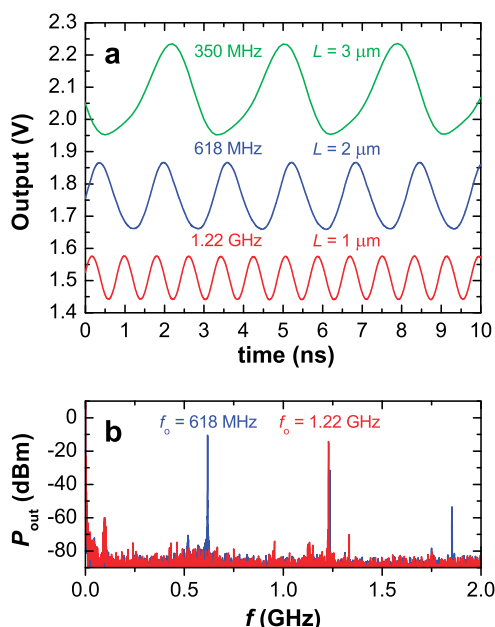 a
350 MHz L = 3 μm
618 MHz L = 2 μm
1.22 GHz L = 1 μm
Output (V)
2.3
2.2
2.1
2.0
1.9
1.8
1.7
1.6
1.5
1.4
0 1 2 3 4 5 6 7 8 9 10
time (ns)
b
fo = 618 MHz fo = 1.22 GHz
Pout (dBm)
0
-20
-40
-60
-80
0.0 0.5 1.0 1.5 2.0
f (GHz)